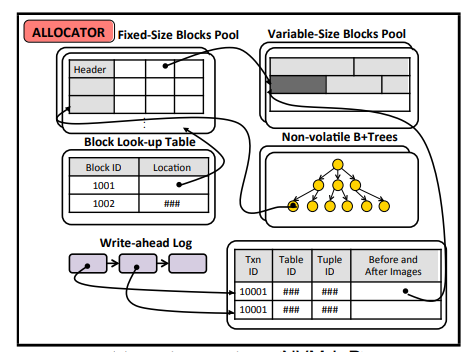 ALLOCATOR
Fixed-Size Blocks Pool
Variable-Size Blocks Pool
Header
Block Look-up Table
Non-volatile B+Trees
Block ID Location
1001
1002 ###
Write-ahead Log
Txn ID Table ID Tuple ID Before and After Images
10001 ### ###
10001 ### ###